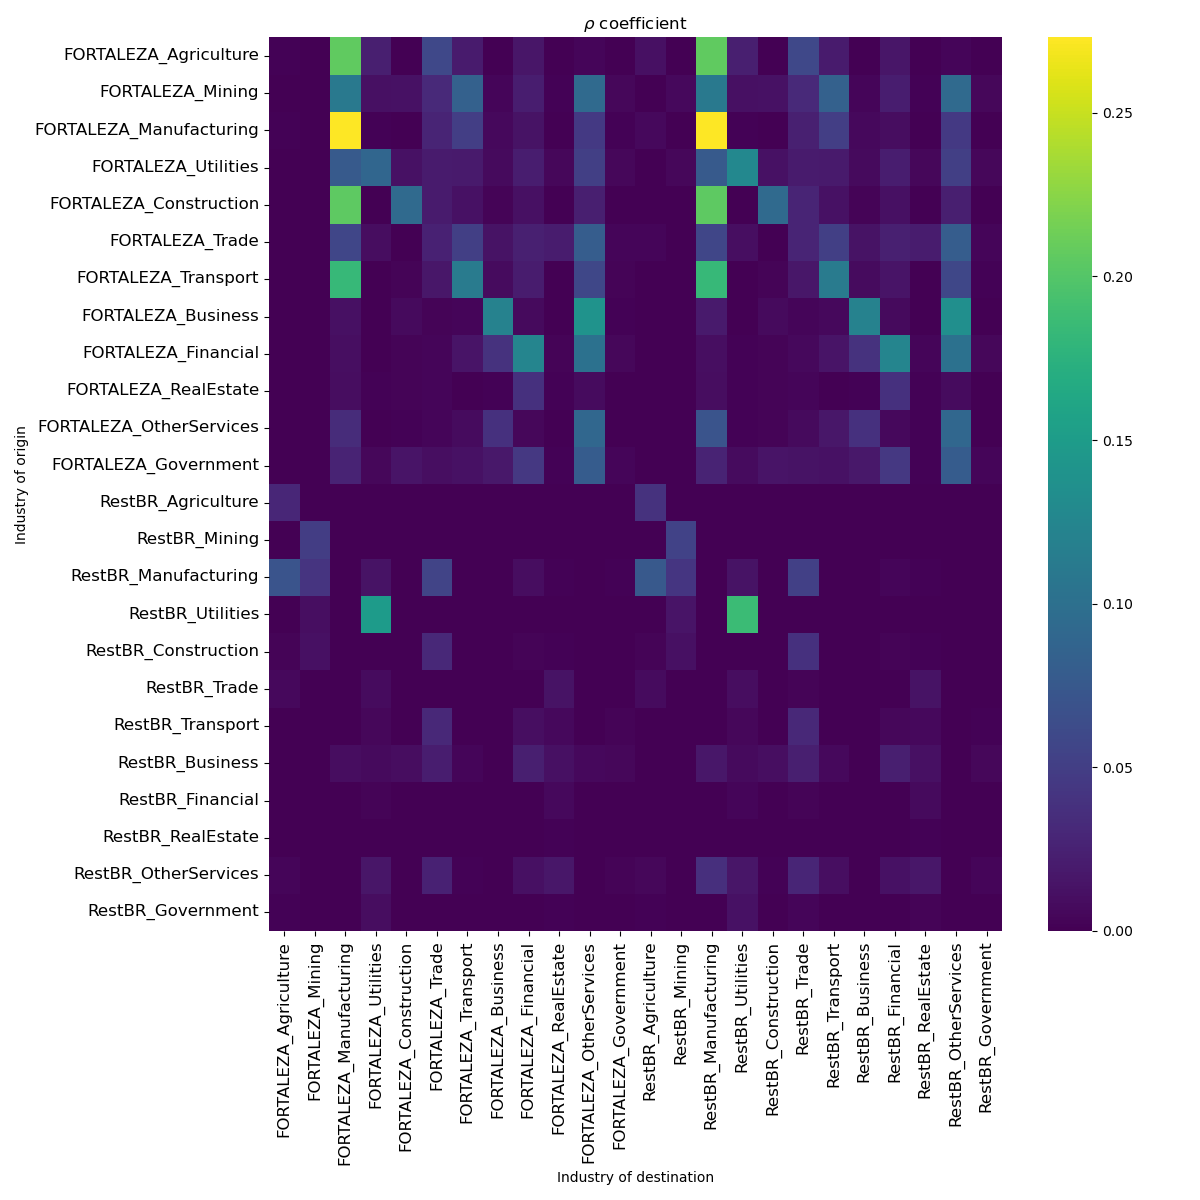 ρ coefficient
FORTALEZA_Agriculture
FORTALEZA_Mining
FORTALEZA_Manufacturing
FORTALEZA_Utilities
FORTALEZA_Construction
FORTALEZA_Trade
FORTALEZA_Transport
FORTALEZA_Business
FORTALEZA_Financial
FORTALEZA_RealEstate
FORTALEZA_OtherServices
FORTALEZA_Government
RestBR_Agriculture
RestBR_Mining
RestBR_Manufacturing
RestBR_Utilities
RestBR_Construction
RestBR_Trade
RestBR_Transport
RestBR_Business
RestBR_Financial
RestBR_RealEstate
RestBR_OtherServices
RestBR_Government
Industry of origin
FORTALEZA_Agriculture
FORTALEZA_Mining
FORTALEZA_Manufacturing
FORTALEZA_Utilities
FORTALEZA_Construction
FORTALEZA_Trade
FORTALEZA_Transport
FORTALEZA_Business
FORTALEZA_Financial
FORTALEZA_RealEstate
FORTALEZA_OtherServices
FORTALEZA_Government
RestBR_Agriculture
RestBR_Mining
RestBR_Manufacturing
RestBR_Utilities
RestBR_Construction
RestBR_Trade
RestBR_Transport
RestBR_Business
RestBR_Financial
RestBR_RealEstate
RestBR_OtherServices
RestBR_Government
Industry of destination
0.25
0.20
0.15
0.10
0.05
0.00